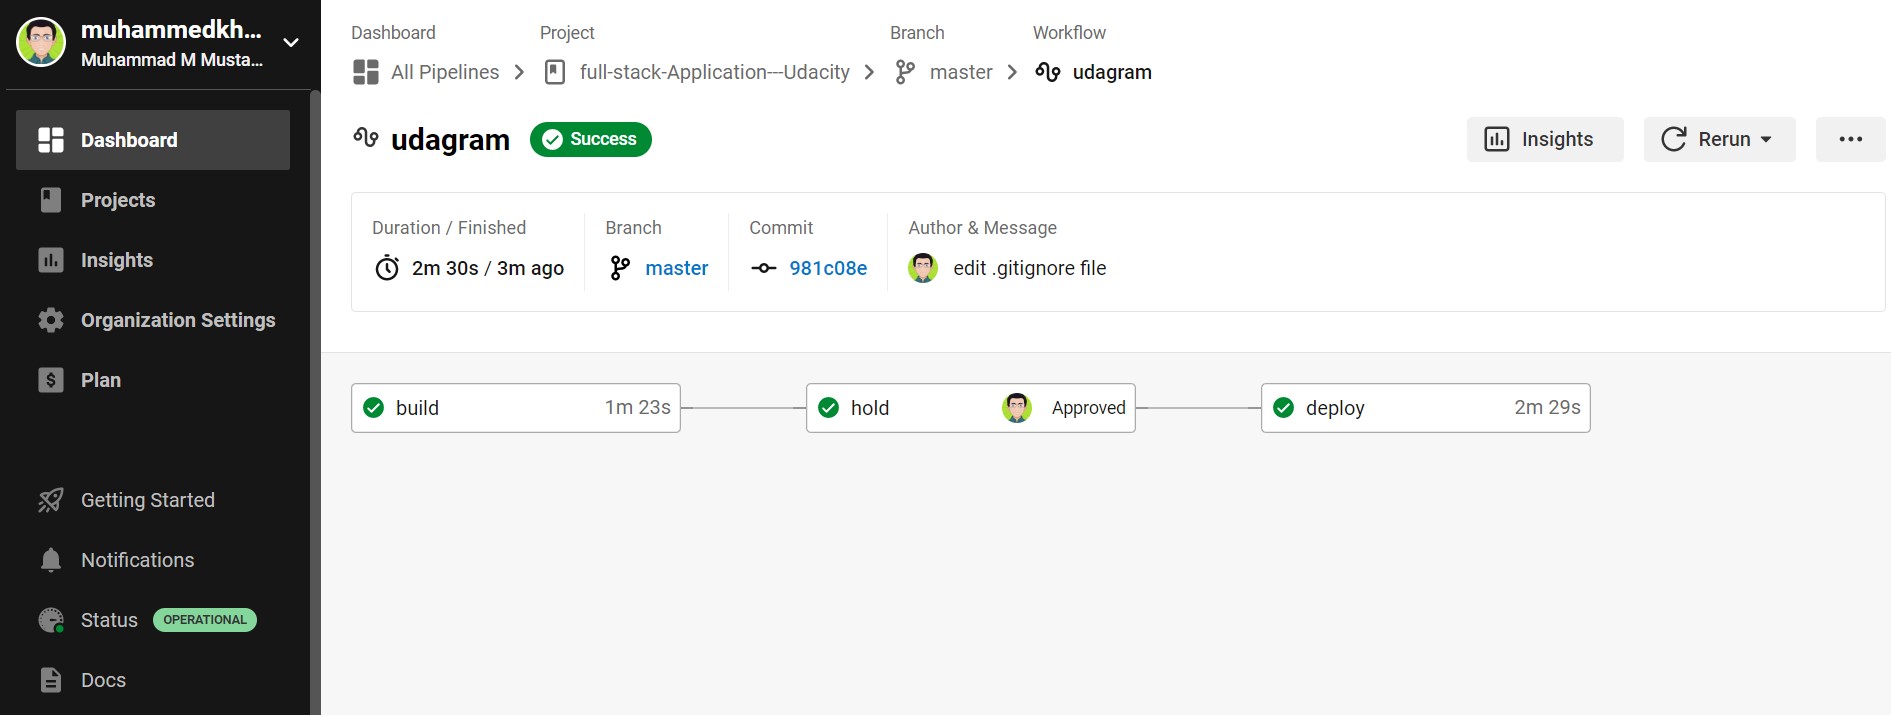 muhammedkh...
Muhammad M Musta...
Dashboard
Projects
Insights
Organization Settings
Plan
Getting Started
Notifications
Status OPERATIONAL
Docs
Dashboard Project Branch Workflow
All Pipelines full-stack-Application---Udacity master udagram
udagram Success Insights Rerun
Duration / Finished Branch Commit Author & Message
2m 30s / 3m ago master 981c08e edit .gitignore file
build 1m 23s hold Approved deploy 2m 29s